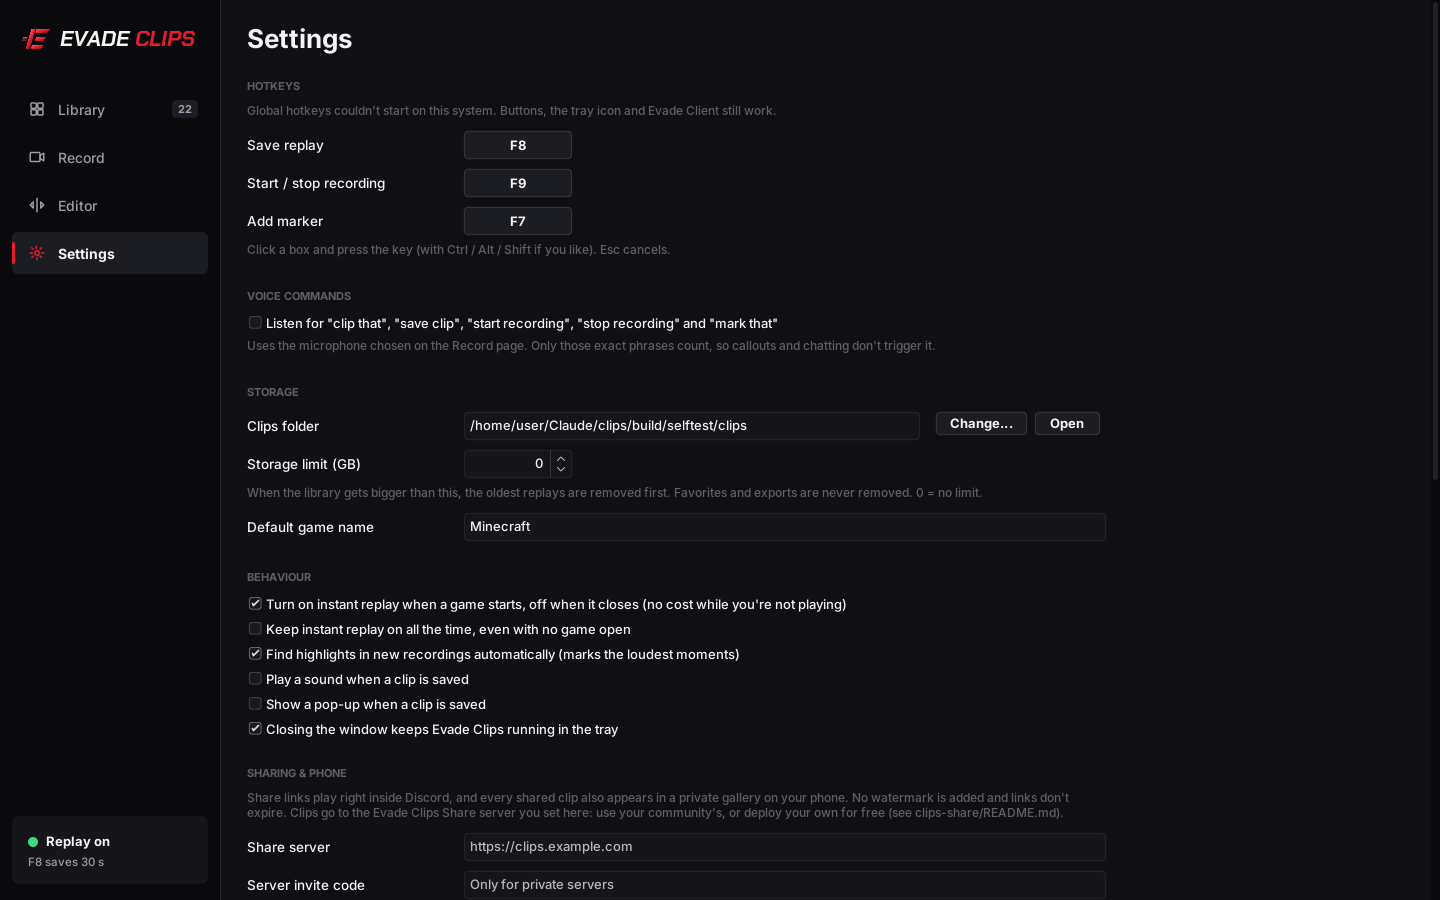 EVADE CLIPS
Library 22
Record
Editor
Settings
Replay on
F8 saves 30 s
Settings
HOTKEYS
Global hotkeys couldn't start on this system. Buttons, the tray icon and Evade Client still work.
Save replay F8
Start / stop recording F9
Add marker F7
Click a box and press the key (with Ctrl / Alt / Shift if you like). Esc cancels.
VOICE COMMANDS
Listen for "clip that", "save clip", "start recording", "stop recording" and "mark that"
Uses the microphone chosen on the Record page. Only those exact phrases count, so callouts and chatting don't trigger it.
STORAGE
Clips folder /home/user/Claude/clips/build/selftest/clips Change... Open
Storage limit (GB) 0
When the library gets bigger than this, the oldest replays are removed first. Favorites and exports are never removed. 0 = no limit.
Default game name Minecraft
BEHAVIOUR
Turn on instant replay when a game starts, off when it closes (no cost while you're not playing)
Keep instant replay on all the time, even with no game open
Find highlights in new recordings automatically (marks the loudest moments)
Play a sound when a clip is saved
Show a pop-up when a clip is saved
Closing the window keeps Evade Clips running in the tray
SHARING & PHONE
Share links play right inside Discord, and every shared clip also appears in a private gallery on your phone. No watermark is added and links don't
expire. Clips go to the Evade Clips Share server you set here: use your community's, or deploy your own for free (see clips-share/README.md).
Share server https://clips.example.com
Server invite code Only for private servers